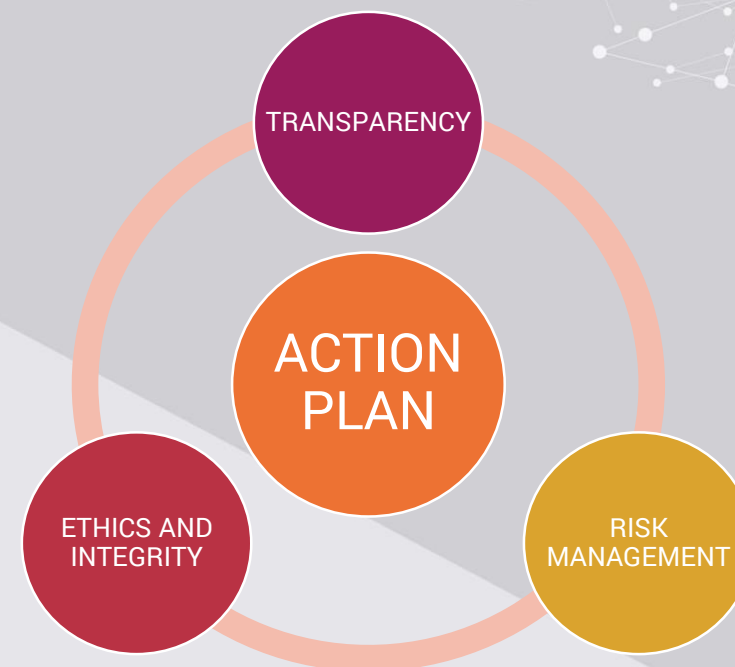 TRANSPARENCY
ACTION
PLAN
ETHICS AND
INTEGRITY
RISK
MANAGEMENT